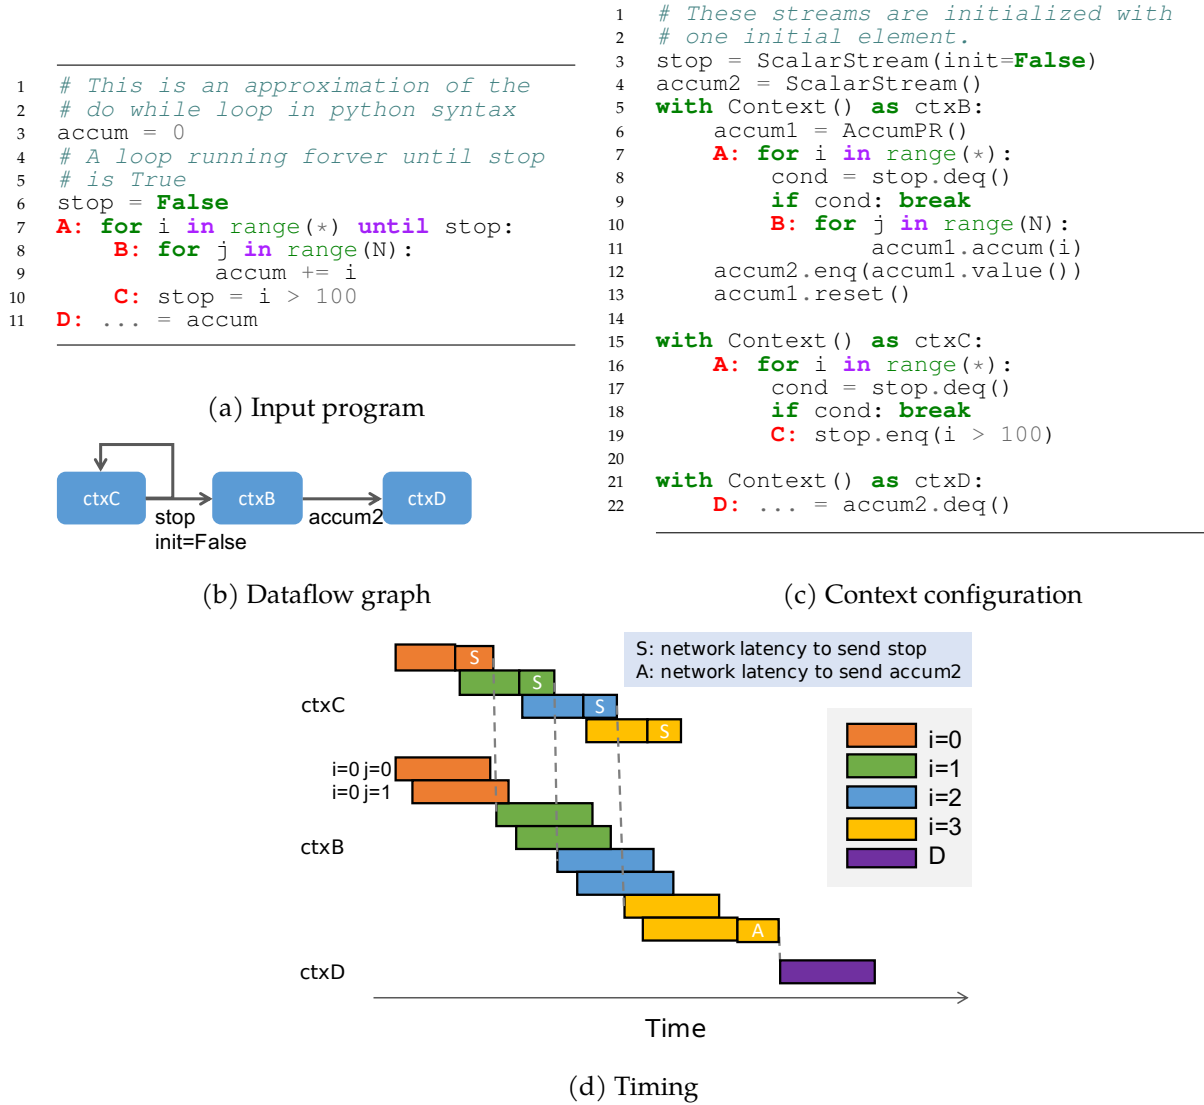 1 # This is an approximation of the
2 # do while loop in python syntax
3 accum = 0
4 # A loop running forver until stop
5 # is True
6 stop = False
7 A: for i in range(*) until stop:
8 B: for j in range(N):
9 accum += i
10 C: stop = i > 100
11 D: ... = accum
(a) Input program
ctxC
ctxB
ctxD
stop
accum2
init=False
(b) Dataflow graph
1 # These streams are initialized with
2 # one initial element.
3 stop = ScalarStream(init=False)
4 accum2 = ScalarStream()
5 with Context() as ctxB:
6 accum1 = AccumPR()
7 A: for i in range(*):
8 cond = stop.deq()
9 if cond: break
10 B: for j in range(N):
11 accum1.accum(i)
12 accum2.enq(accum1.value())
13 accum1.reset()
14
15 with Context() as ctxC:
16 A: for i in range(*):
17 cond = stop.deq()
18 if cond: break
19 C: stop.enq(i > 100)
20
21 with Context() as ctxD:
22 D: ... = accum2.deq()
(c) Context configuration
S: network latency to send stop
A: network latency to send accum2
S
S
S
S
ctxC
i=0 j=0
i=0 j=1
ctxB
A
ctxD
i=0
i=1
i=2
i=3
D
Time
(d) Timing